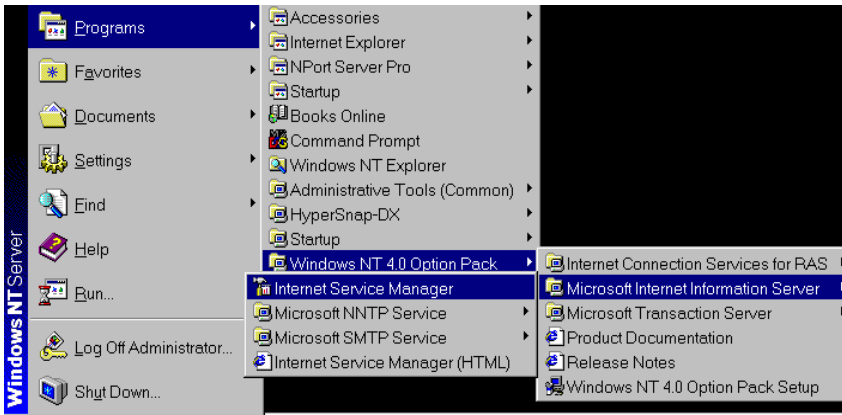 Programs
Favorites
Documents
Settings
Find
Help
Run...
Log Off Administrator...
Shut Down...
Windows NT Server
Accessories
Internet Explorer
NPort Server Pro
Startup
Books Online
Command Prompt
Windows NT Explorer
Administrative Tools (Common)
HyperSnap-DX
Startup
Windows NT 4.0 Option Pack
Internet Connection Services for RAS
Microsoft Internet Information Server
Microsoft Transaction Server
Product Documentation
Release Notes
Windows NT 4.0 Option Pack Setup
Internet Service Manager
Microsoft NNTP Service
Microsoft SMTP Service
Internet Service Manager (HTML)